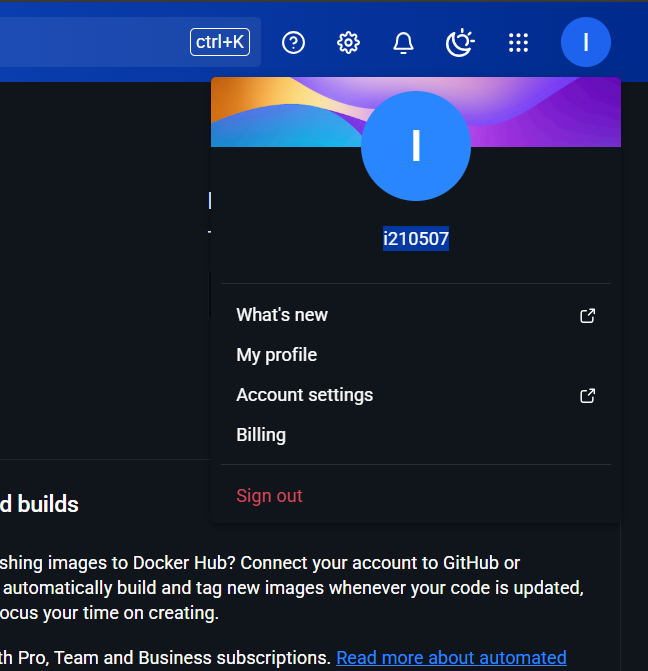 ctrl+K
I
I
i210507
What's new
My profile
Account settings
Billing
Sign out
d builds
shing images to Docker Hub? Connect your account to GitHub or
automatically build and tag new images whenever your code is updated,
ocus your time on creating.
th Pro, Team and Business subscriptions. Read more about automated